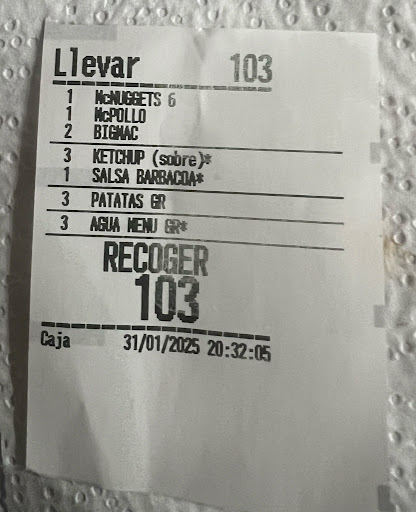 Llevar 103
1 McNUGGETS 6
1 McPOLLO
2 BIGMAC
3 KETCHUP (sobre)*
1 SALSA BARBACOA*
3 PATATAS GR
3 AGUA MENU GR*
RECOGER
103
Caja 31/01/2025 20:32:05